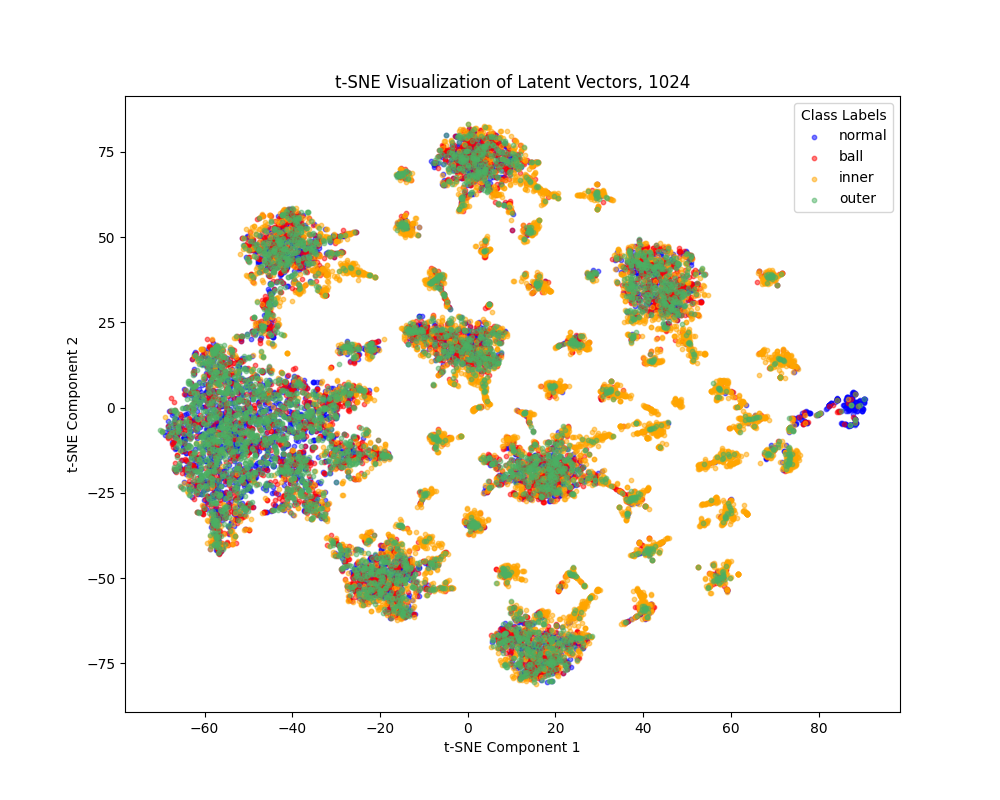 t-SNE Visualization of Latent Vectors, 1024
Class Labels
normal
ball
inner
outer
75
50
25
0
−25
−50
−75
t-SNE Component 2
−60
−40
−20
0
20
40
60
80
t-SNE Component 1